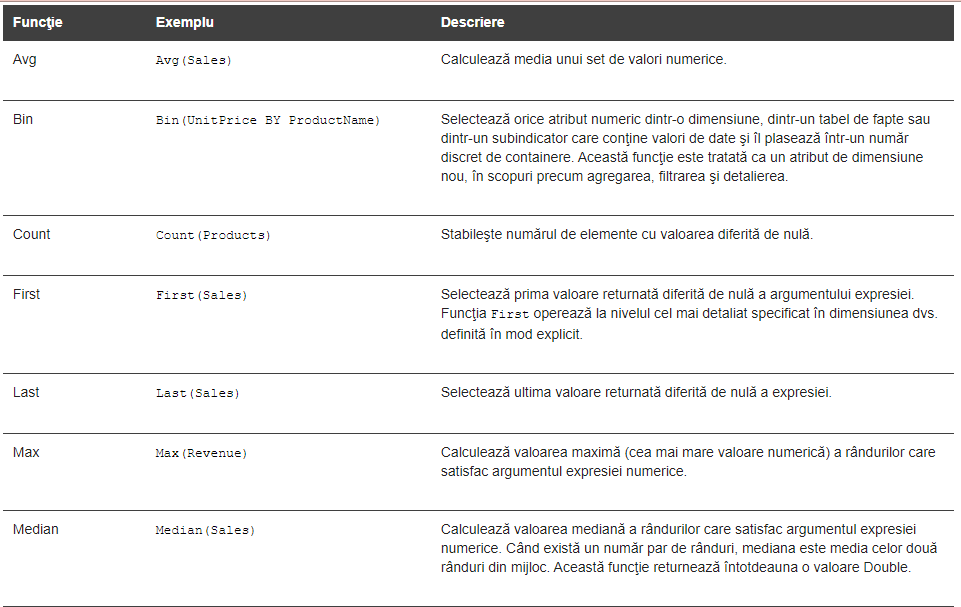 Funcţie Exemplu Descriere
Avg Avg(Sales) Calculează media unui set de valori numerice.
Bin Bin(UnitPrice BY ProductName) Selectează orice atribut numeric dintr-o dimensiune, dintr-un tabel de fapte sau
dintr-un subindicator care conţine valori de date şi îl plasează într-un număr
discret de containere. Această funcţie este tratată ca un atribut de dimensiune
nou, în scopuri precum agregarea, filtrarea şi detalierea.
Count Count(Products) Stabileşte numărul de elemente cu valoarea diferită de nulă.
First First(Sales) Selectează prima valoare returnată diferită de nulă a argumentului expresiei.
Funcţia First operează la nivelul cel mai detaliat specificat în dimensiunea dvs.
definită în mod explicit.
Last Last(Sales) Selectează ultima valoare returnată diferită de nulă a expresiei.
Max Max(Revenue) Calculează valoarea maximă (cea mai mare valoare numerică) a rândurilor care
satisfac argumentul expresiei numerice.
Median Median(Sales) Calculează valoarea mediană a rândurilor care satisfac argumentul expresiei
numerice. Când există un număr par de rânduri, mediana este media celor două
rânduri din mijloc. Această funcţie returnează întotdeauna o valoare Double.